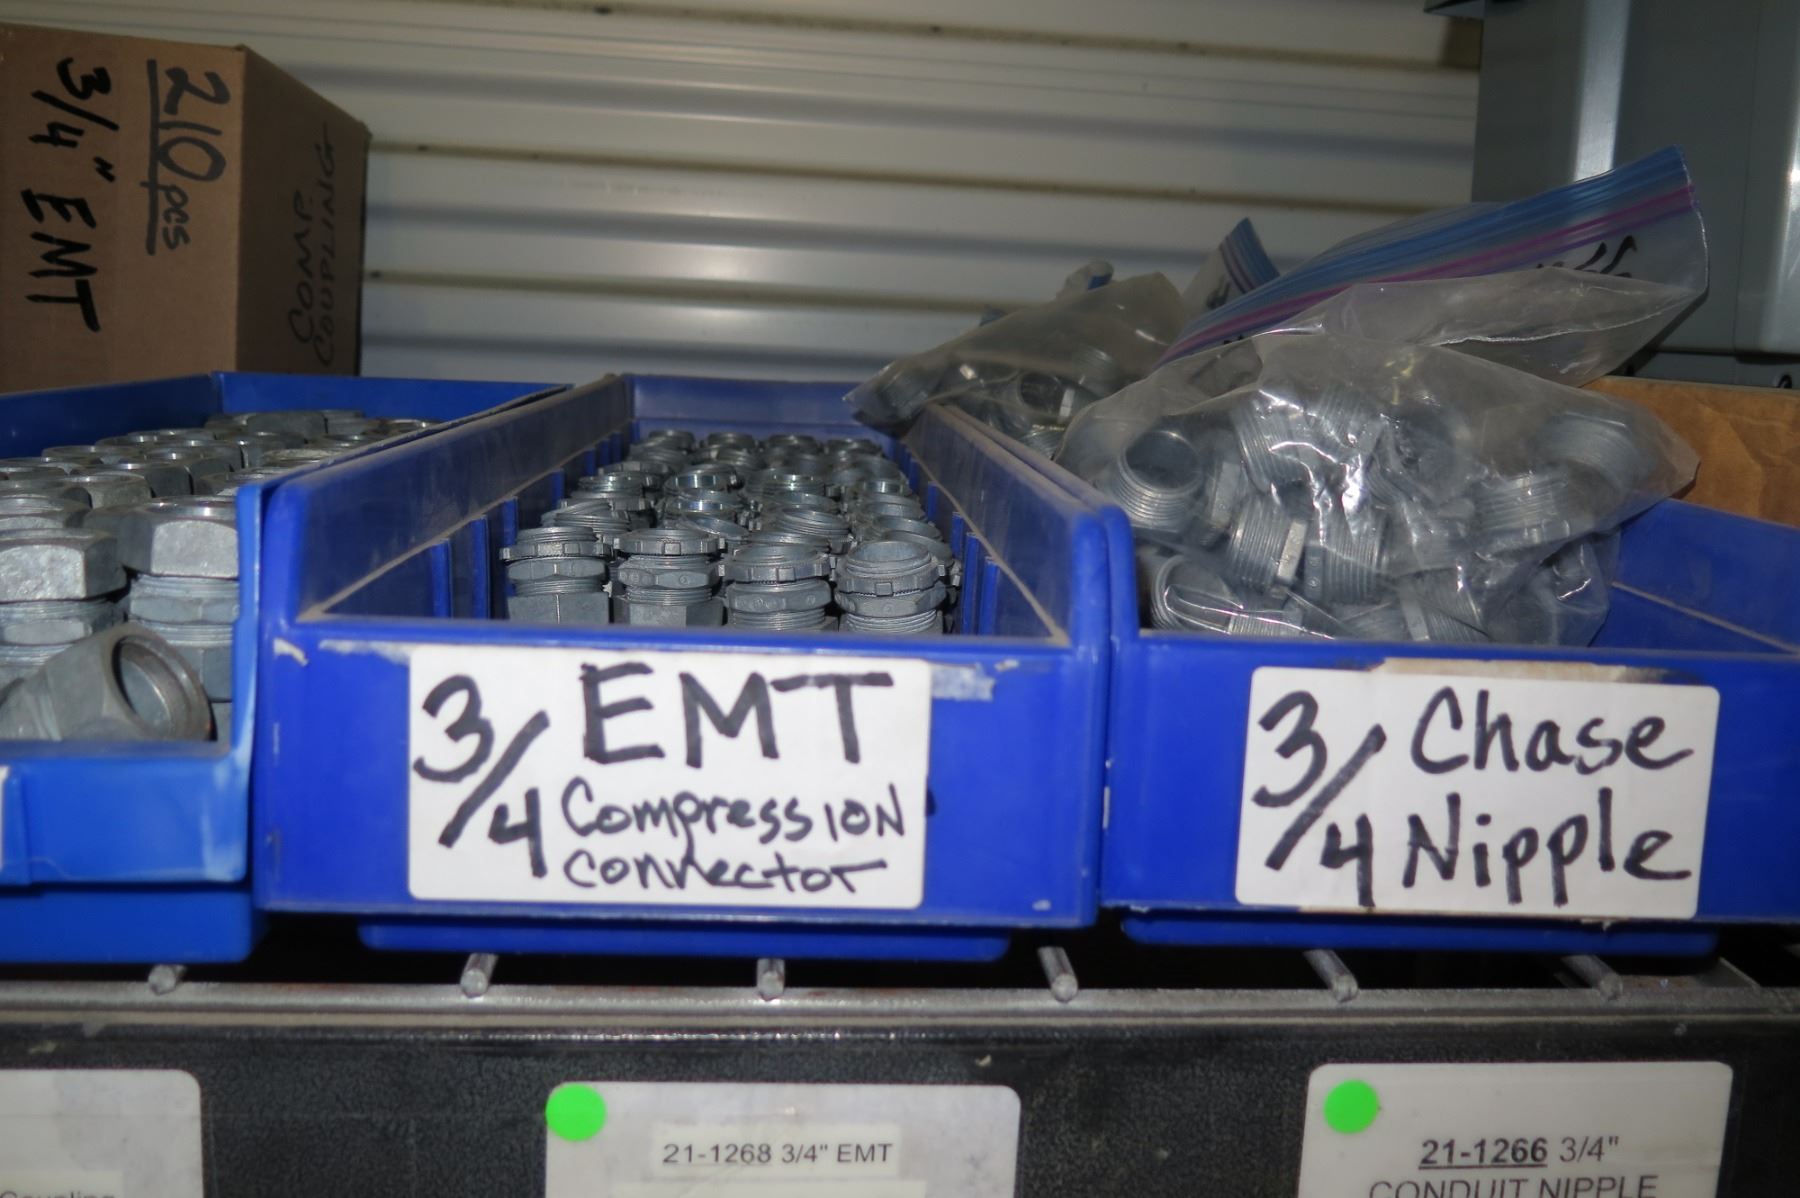 210 pcs
3/4" EMT
COMP.
COUPLING
3/4 EMT
Compression
connector
3/4 Chase
Nipple
21-1268 3/4" EMT
21-1266 3/4"
CONDUIT NIPPLE
Coupling